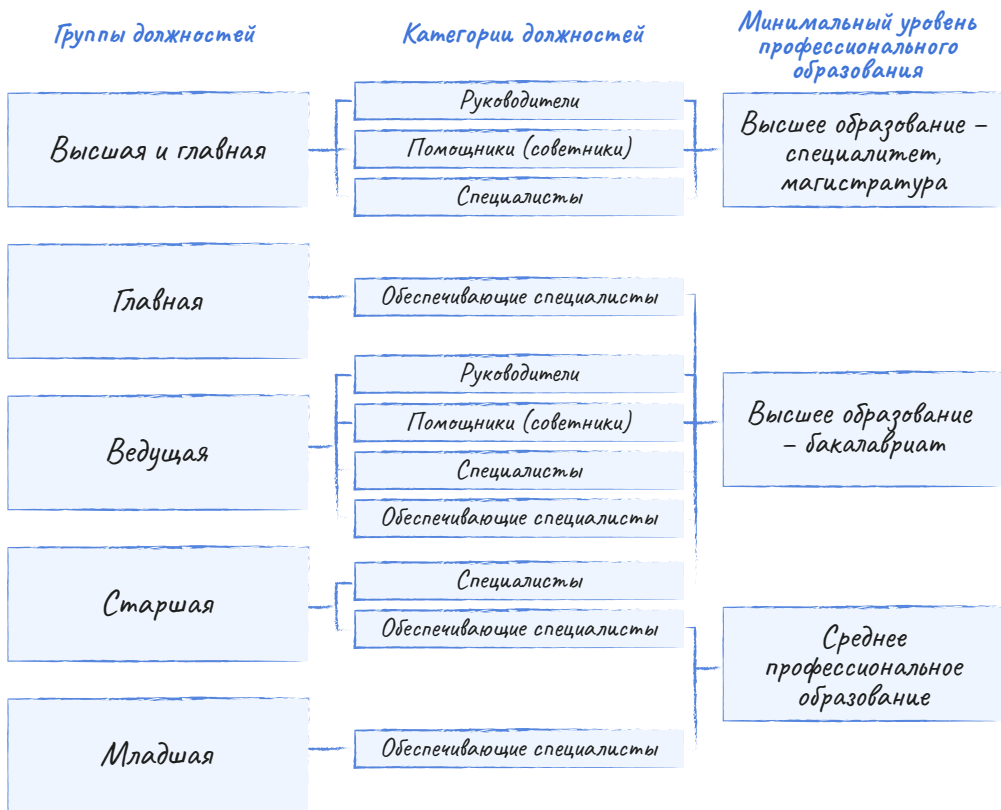 Группы должностей
Категории должностей
Минимальный уровень
профессионального
образования
Высшая и главная
Руководители
Помощники (советники)
Специалисты
Высшее образование –
специалитет,
магистратура
Главная
Обеспечивающие специалисты
Ведущая
Руководители
Помощники (советники)
Специалисты
Обеспечивающие специалисты
Высшее образование
– бакалавриат
Старшая
Специалисты
Обеспечивающие специалисты
Среднее
профессиональное
образование
Младшая
Обеспечивающие специалисты